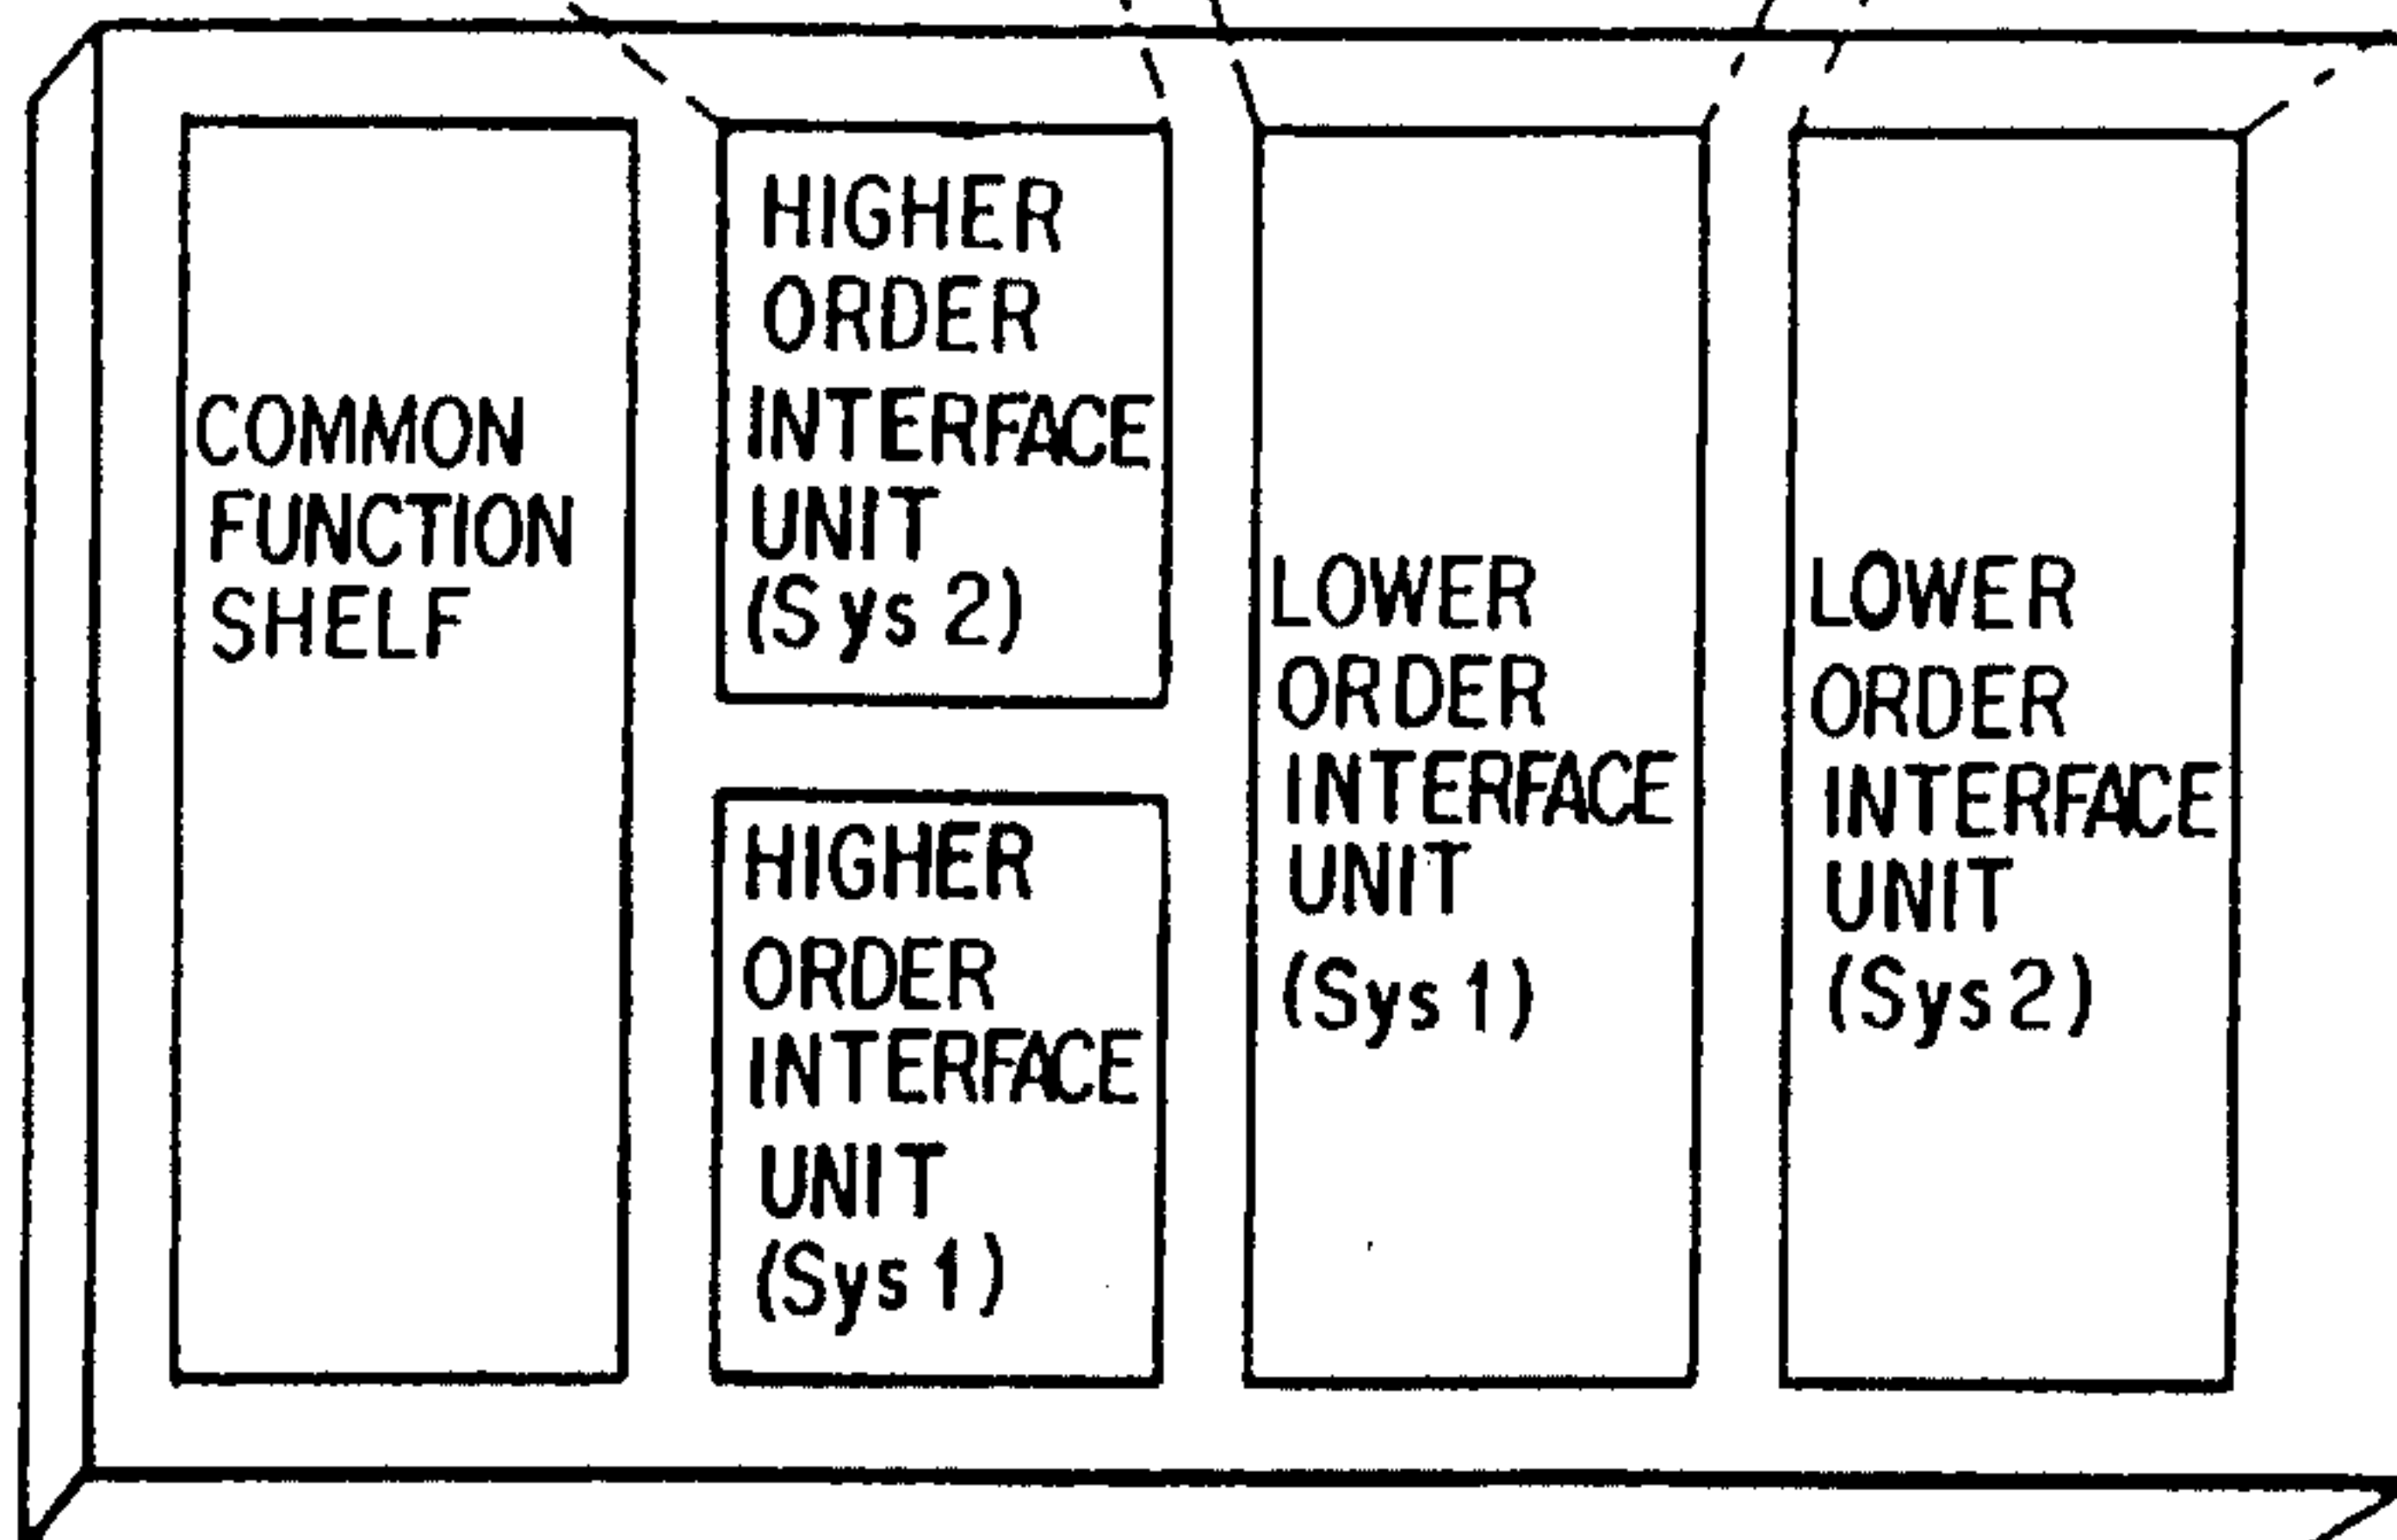 COMMON
FUNCTION
SHELF
HIGHER
ORDER
INTERFACE
UNIT
(Sys 2)
HIGHER
ORDER
INTERFACE
UNIT
(Sys 1)
LOWER
ORDER
INTERFACE
UNIT
(Sys 1)
LOWER
ORDER
INTERFACE
UNIT
(Sys 2)